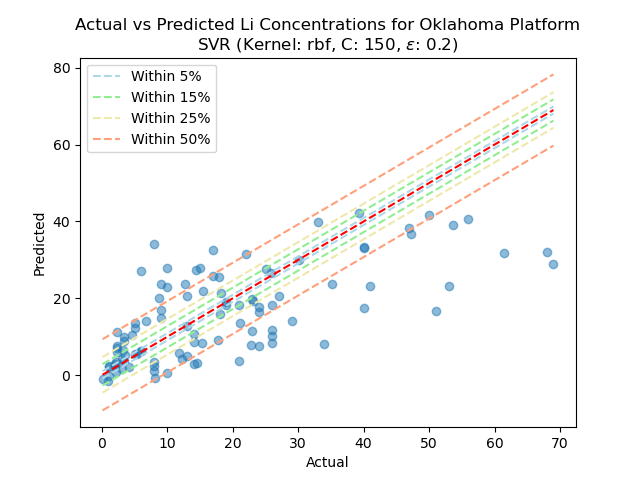 Actual vs Predicted Li Concentrations for Oklahoma Platform
SVR (Kernel: rbf, C: 150, ε: 0.2)
80
60
40
20
0
Predicted
Within 5%
Within 15%
Within 25%
Within 50%
0 10 20 30 40 50 60 70
Actual